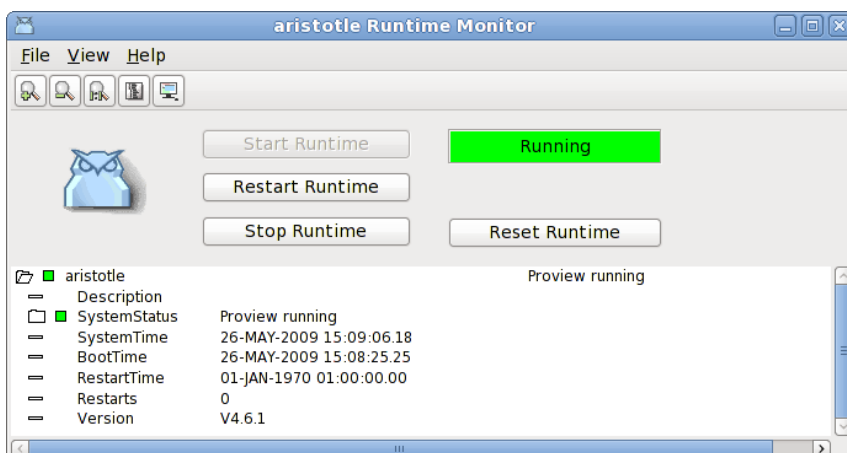 aristotle Runtime Monitor
File View Help
Start Runtime
Running
Restart Runtime
Stop Runtime
Reset Runtime
aristotle Proview running
Description
SystemStatus Proview running
SystemTime 26-MAY-2009 15:09:06.18
BootTime 26-MAY-2009 15:08:25.25
RestartTime 01-JAN-1970 01:00:00.00
Restarts 0
Version V4.6.1